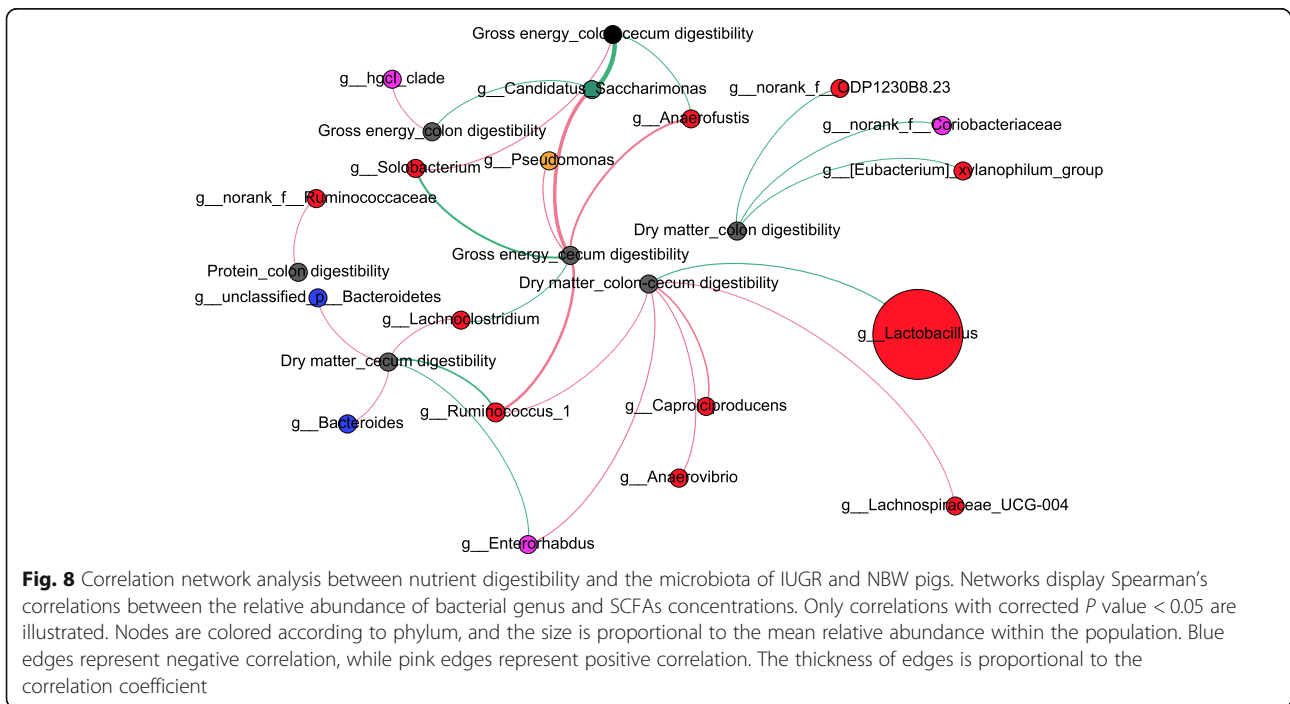 Gross energy_colon-cecum digestibility
g__hgcI_clade
g__Candidatus_Saccharimonas
g__norank_f__ODP1230B8.23
g__Anaerofustis
g__norank_f__Coriobacteriaceae
Gross energy_colon digestibility
g__Pseudomonas
g__Solobacterium
g__[Eubacterium]_xylanophilum_group
g__norank_f__Ruminococcaceae
Dry matter_colon digestibility
Gross energy_cecum digestibility
Protein_colon digestibility
Dry matter_colon-cecum digestibility
g__unclassified_p__Bacteroidetes
g__Lachnoclostridium
g__Lactobacillus
Dry matter_cecum digestibility
g__Ruminococcus_1
g__Caproiciproducens
g__Bacteroides
g__Anaerovibrio
g__Lachnospiraceae_UCG-004
g__Enterorhabdus
Fig. 8 Correlation network analysis between nutrient digestibility and the microbiota of IUGR and NBW pigs. Networks display Spearman's
correlations between the relative abundance of bacterial genus and SCFAs concentrations. Only correlations with corrected P value < 0.05 are
illustrated. Nodes are colored according to phylum, and the size is proportional to the mean relative abundance within the population. Blue
edges represent negative correlation, while pink edges represent positive correlation. The thickness of edges is proportional to the
correlation coefficient